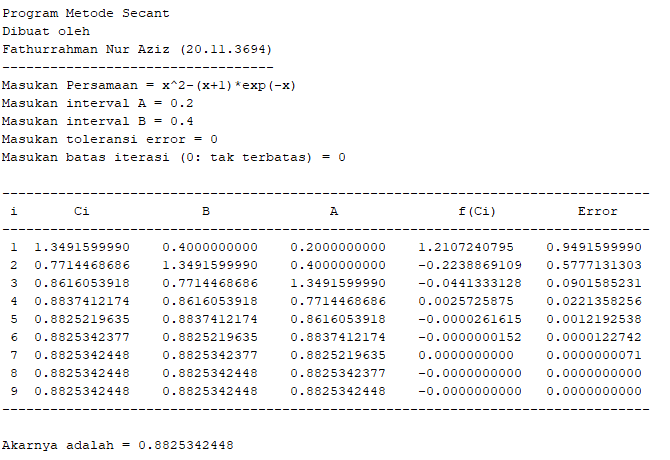 Program Metode Secant
Dibuat oleh
Fathurrahman Nur Aziz (20.11.3694)
----------------------------------
Masukan Persamaan = x^2-(x+1)*exp(-x)
Masukan interval A = 0.2
Masukan interval B = 0.4
Masukan toleransi error = 0
Masukan batas iterasi (0: tak terbatas) = 0
---------------------------------------------------------------------------------
i Ci B A f(Ci) Error
---------------------------------------------------------------------------------
1 1.3491599990 0.4000000000 0.2000000000 1.2107240795 0.9491599990
2 0.7714468686 1.3491599990 0.4000000000 -0.2238869109 0.5777131303
3 0.8616053918 0.7714468686 1.3491599990 -0.0441333128 0.0901585231
4 0.8837412174 0.8616053918 0.7714468686 0.0025725875 0.0221358256
5 0.8825219635 0.8837412174 0.8616053918 -0.0000261615 0.0012192538
6 0.8825342377 0.8825219635 0.8837412174 -0.0000000152 0.0000122742
7 0.8825342448 0.8825342377 0.8825219635 0.0000000000 0.0000000071
8 0.8825342448 0.8825342448 0.8825342377 -0.0000000000 0.0000000000
9 0.8825342448 0.8825342448 0.8825342448 -0.0000000000 0.0000000000
---------------------------------------------------------------------------------
Akarnya adalah = 0.8825342448